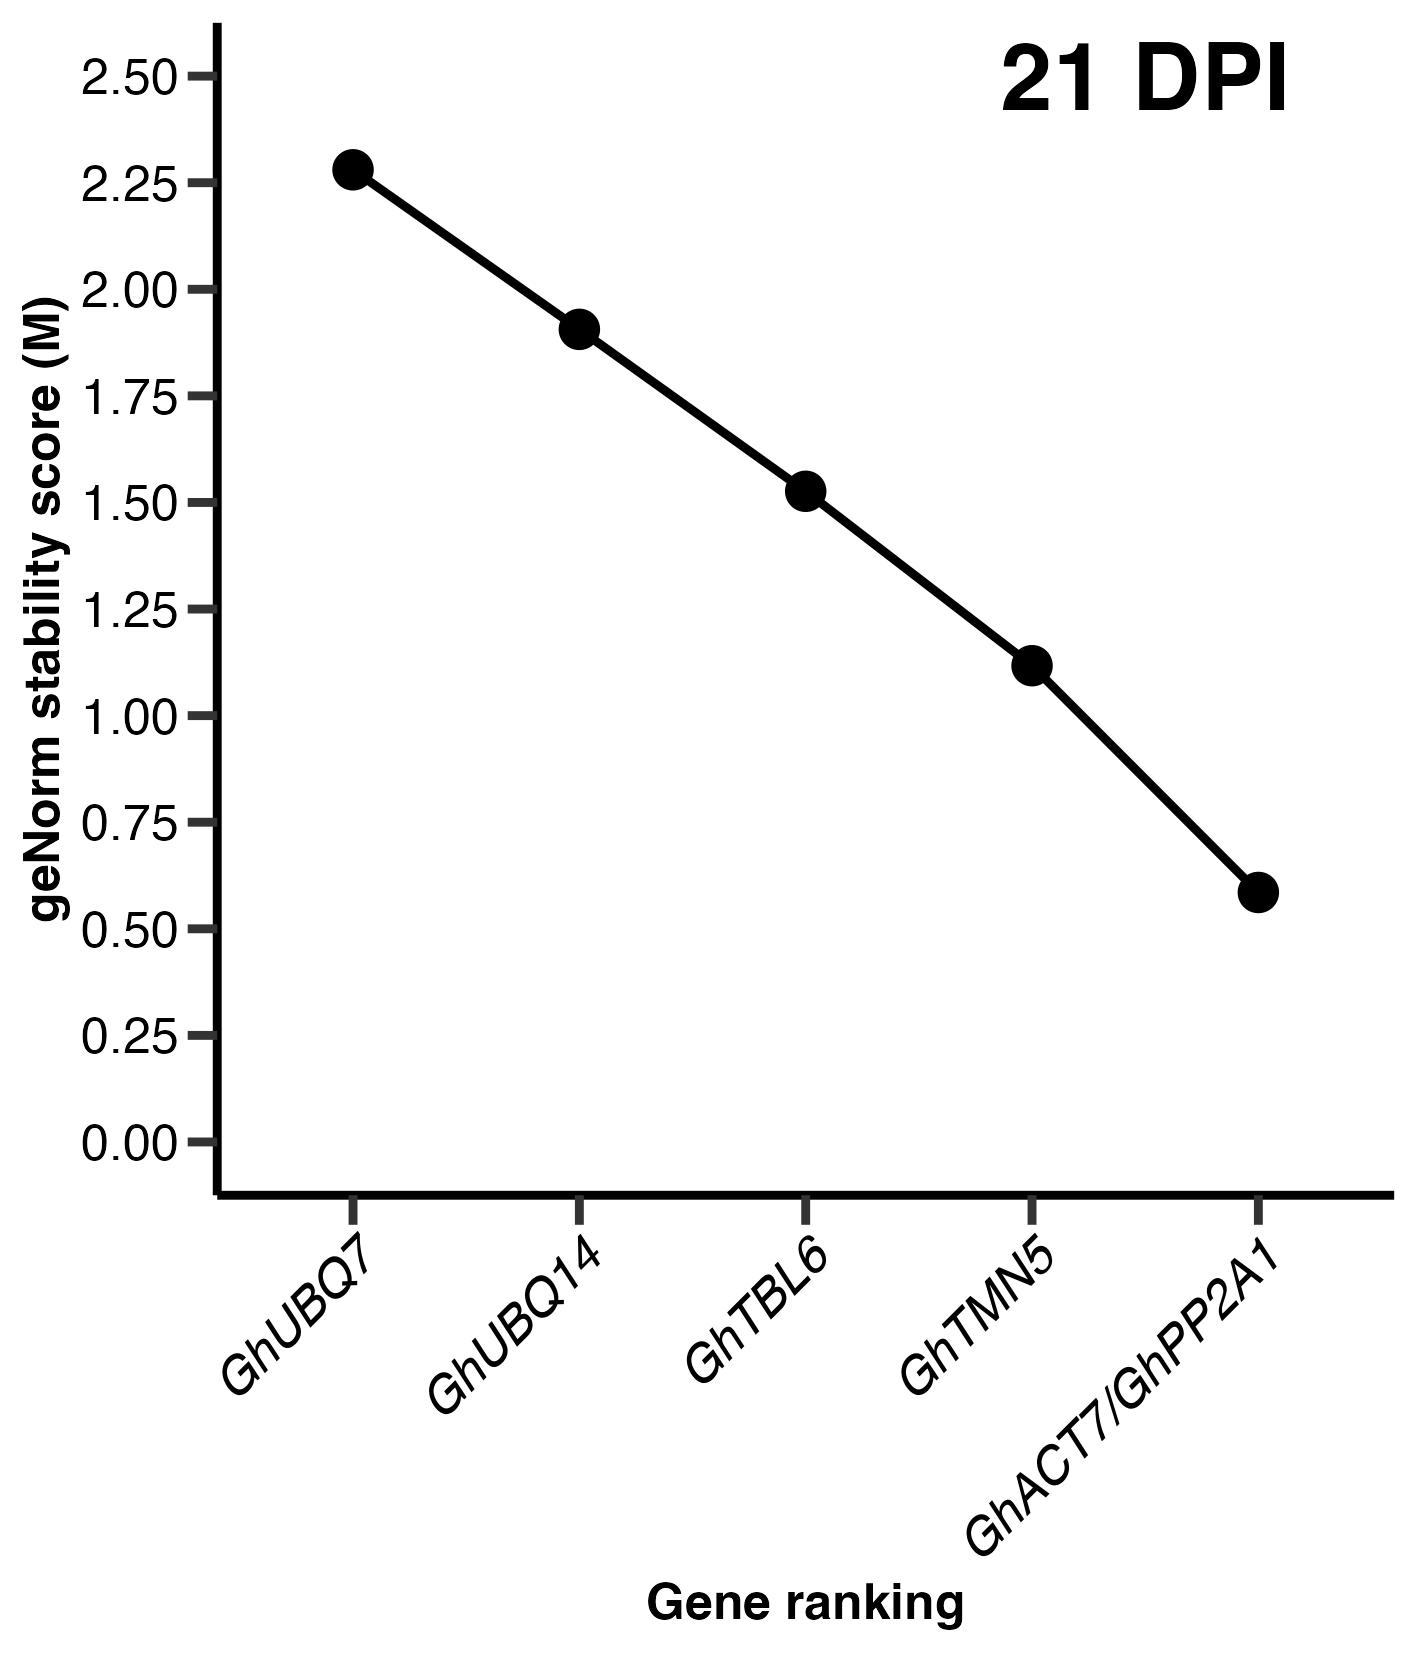 21 DPI
geNorm stability score (M)
2.50
2.25
2.00
1.75
1.50
1.25
1.00
0.75
0.50
0.25
0.00
GhUBQ7
GhUBQ14
GhTBL6
GhTMN5
GhACT7/GhPP2A1
Gene ranking